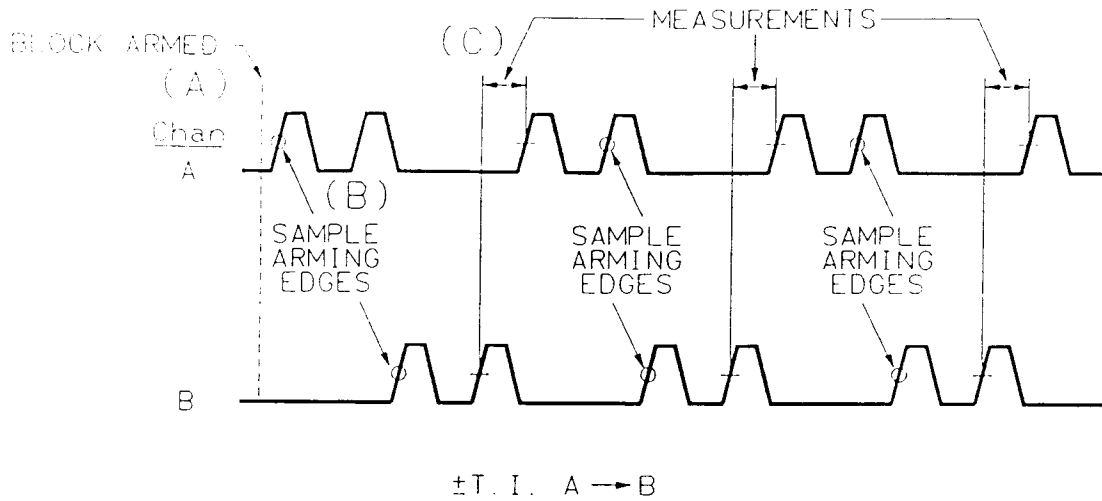 MEASUREMENTS
BLOCK ARMED
(C)
(A)
Chan
A
(B)
SAMPLE
ARMING
EDGES
SAMPLE
ARMING
EDGES
SAMPLE
ARMING
EDGES
B
±T.I. A → B